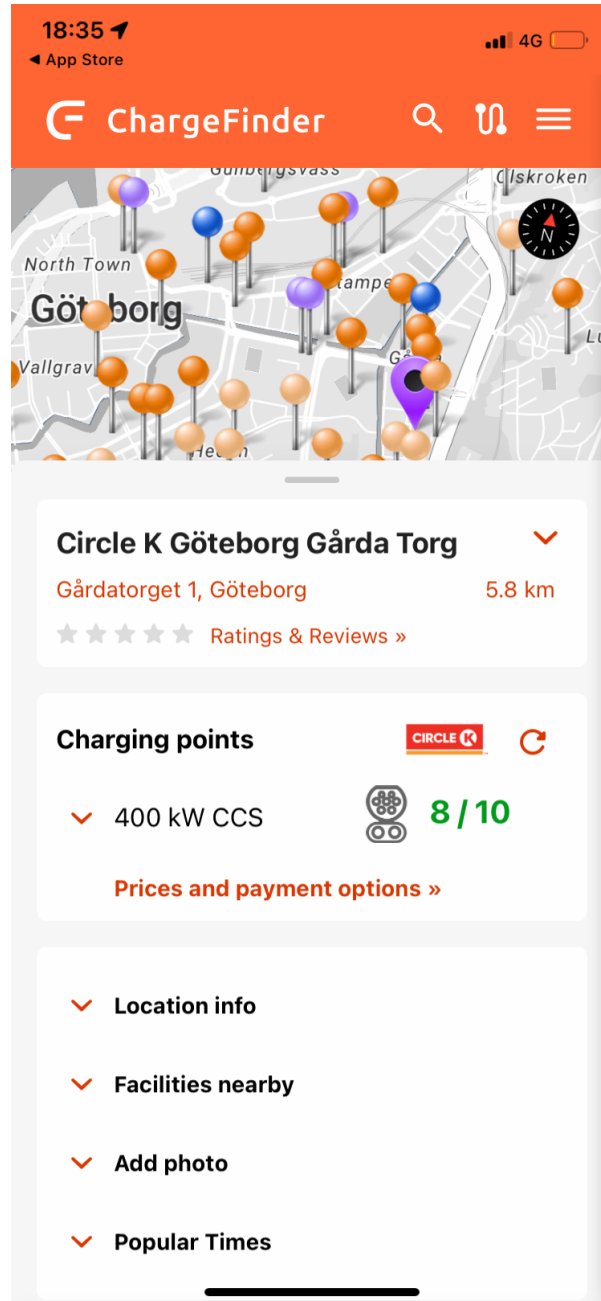 18:35
4G
App Store
ChargeFinder
Olskroken
N
North Town
Göteborg
Vallgrav
Circle K Göteborg Gårda Torg
Gårdatorget 1, Göteborg
5.8 km
Ratings & Reviews »
Charging points
CIRCLE K
400 kW CCS
8/10
Prices and payment options »
Location info
Facilities nearby
Add photo
Popular Times